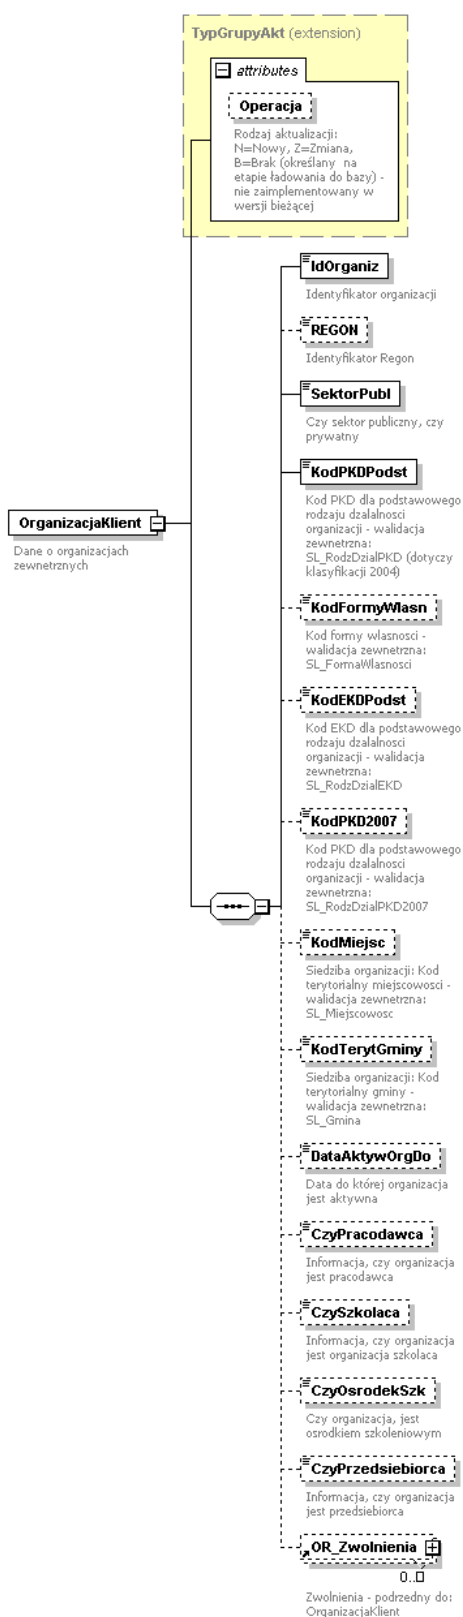 TypGrupyAkt (extension)
attributes
Operacja
Rodzaj aktualizacji:
N=Nowy, Z=Zmiana,
B=Brak (określany na
etapie ładowania do bazy) -
nie zaimplementowany w
wersji bieżącej
IdOrganiz
Identyfikator organizacji
REGON
Identyfikator Regon
SektorPubl
Czy sektor publiczny, czy
prywatny
KodPKDPodst
Kod PKD dla podstawowego
rodzaju dzalalnosci
organizacji - walidacja
zewnetrzna:
SL_RodzDzialPKD (dotyczy
klasyfikacji 2004)
OrganizacjaKlient
Dane o organizacjach
zewnetrznych
KodFormyWlasn
Kod formy wlasnosci -
walidacja zewnetrzna:
SL_FormaWlasnosci
KodEKDPodst
Kod EKD dla podstawowego
rodzaju dzalalnosci
organizacji - walidacja
zewnetrzna:
SL_RodzDzialEKD
KodPKD2007
Kod PKD dla podstawowego
rodzaju dzalalnosci
organizacji - walidacja
zewnetrzna:
SL_RodzDzialPKD2007
KodMiejsc
Siedziba organizacji: Kod
terytorialny miejscowosci -
walidacja zewnetrzna:
SL_Miejscowosc
KodTerytGminy
Siedziba organizacji: Kod
terytorialny gminy -
walidacja zewnetrzna:
SL_Gmina
DataAktywOrgDo
Data do której organizacja
jest aktywna
CzyPracodawca
Informacja, czy organizacja
jest pracodawca
CzySzkolaca
Informacja, czy organizacja
jest organizacja szkolaca
CzyOsrodekSzk
Czy organizacja, jest
osrodkiem szkoleniowym
CzyPrzedsiebiorca
Informacja, czy organizacja
jest przedsiebiorca
OR_Zwolnienia
0..□
Zwolnienia - podrzedny do:
OrganizacjaKlient